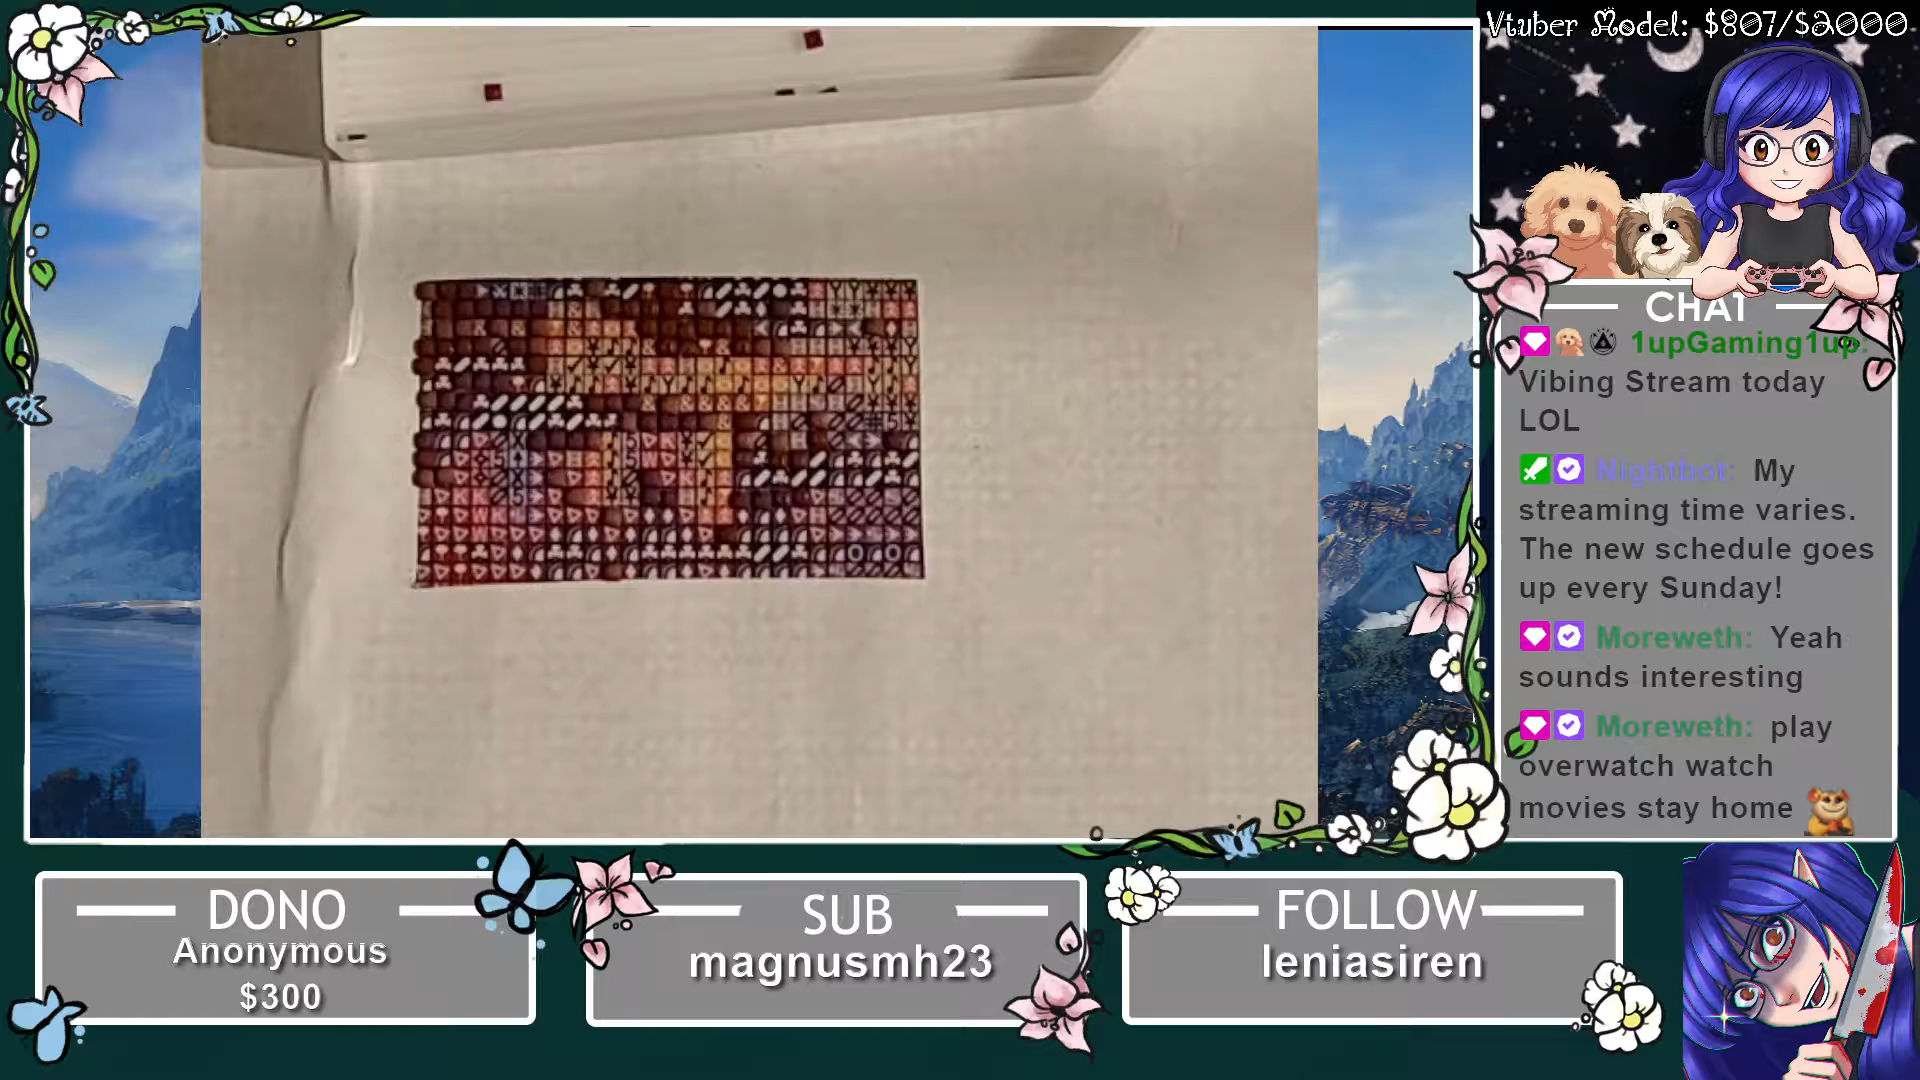 Vtuber Model: $807/$2000
CHAT
1upGaming1up:
Vibing Stream today
LOL
Nightbot: My
streaming time varies.
The new schedule goes
up every Sunday!
Moreweth: Yeah
sounds interesting
Moreweth: play
overwatch watch
movies stay home
DONO
Anonymous
$300
SUB
magnusmh23
FOLLOW
leniasiren